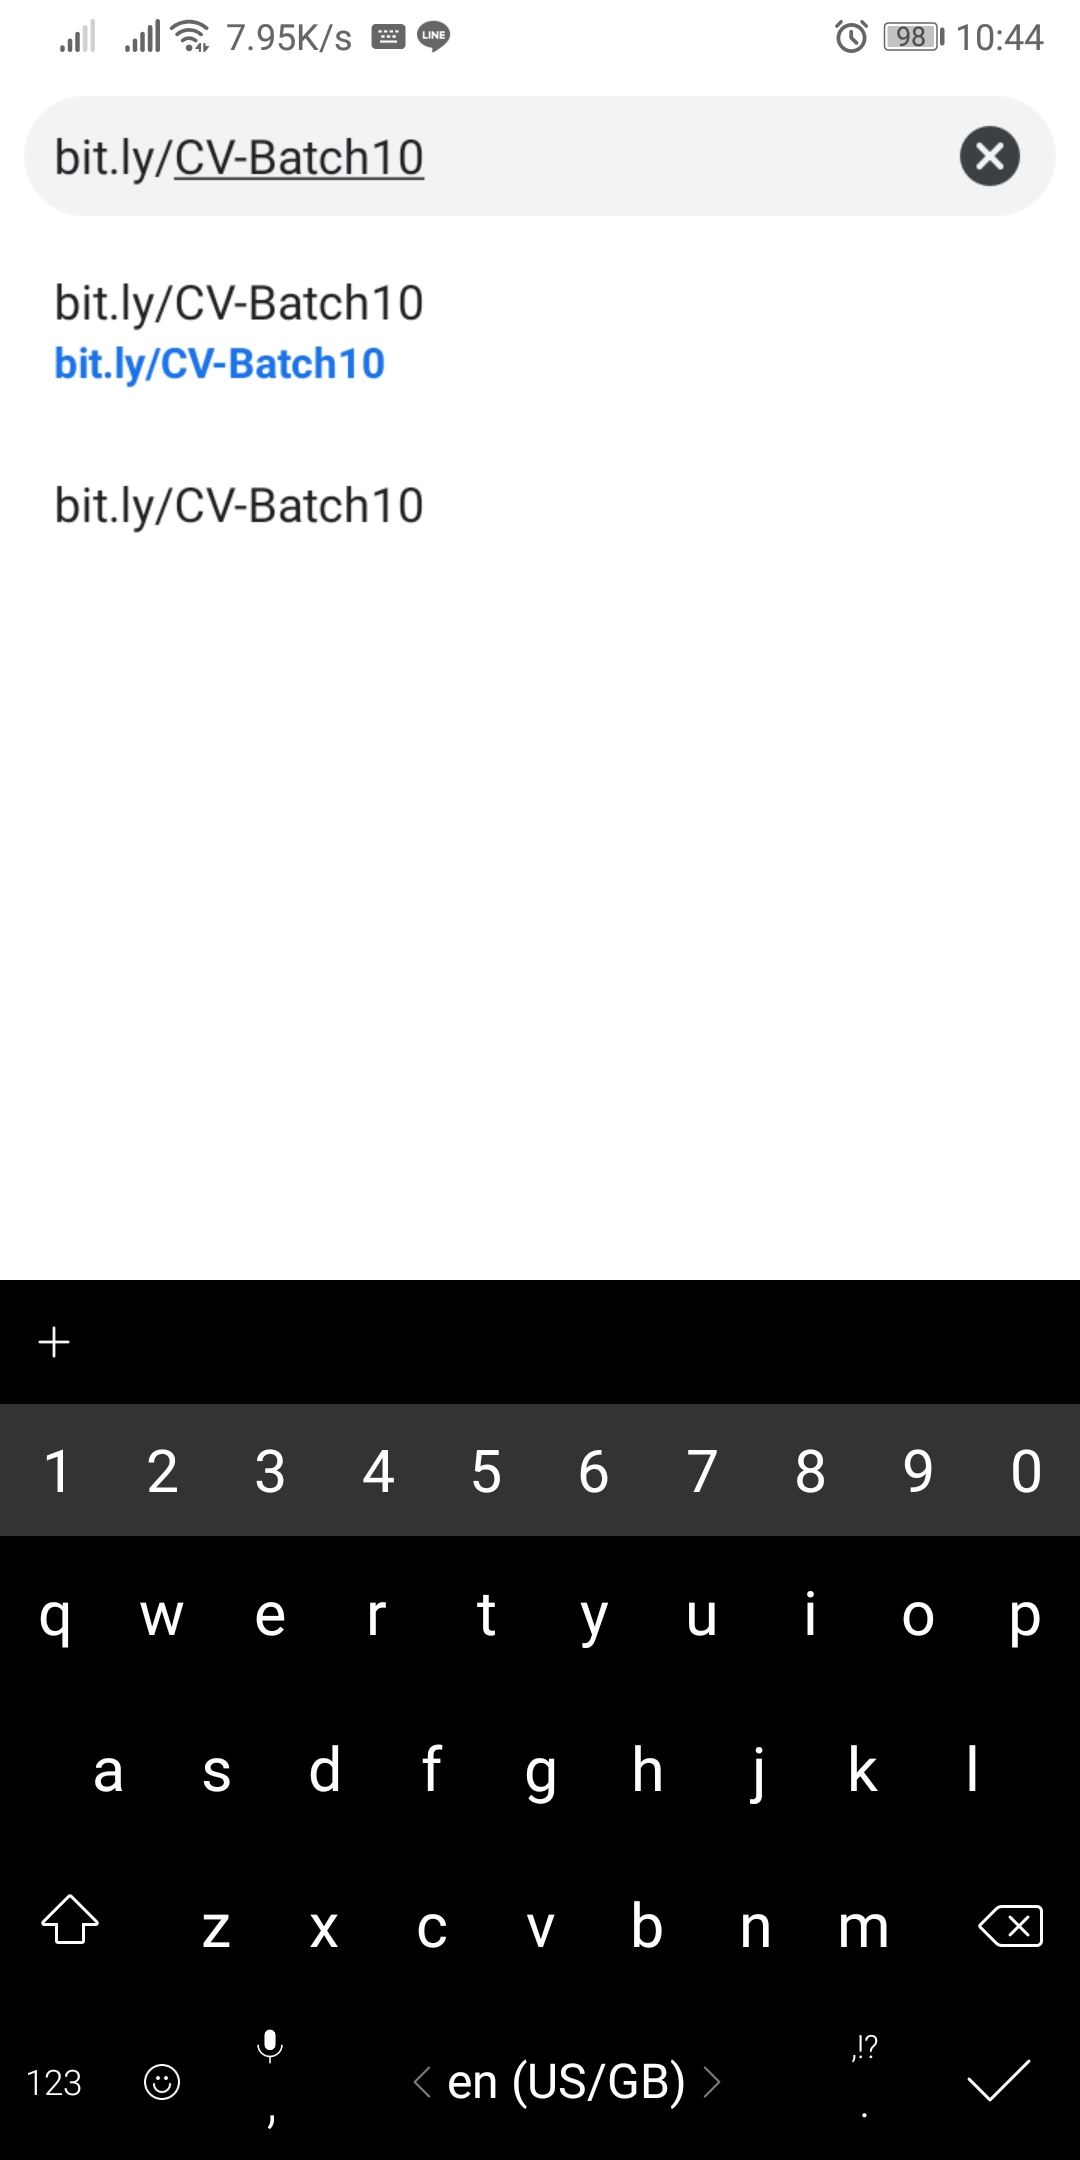 7.95K/s LINE 98 10:44
bit.ly/CV-Batch10
bit.ly/CV-Batch10
bit.ly/CV-Batch10
bit.ly/CV-Batch10
+
1 2 3 4 5 6 7 8 9 0
q w e r t y u i o p
a s d f g h j k l
z x c v b n m
123 , < en (US/GB) > ,!? .